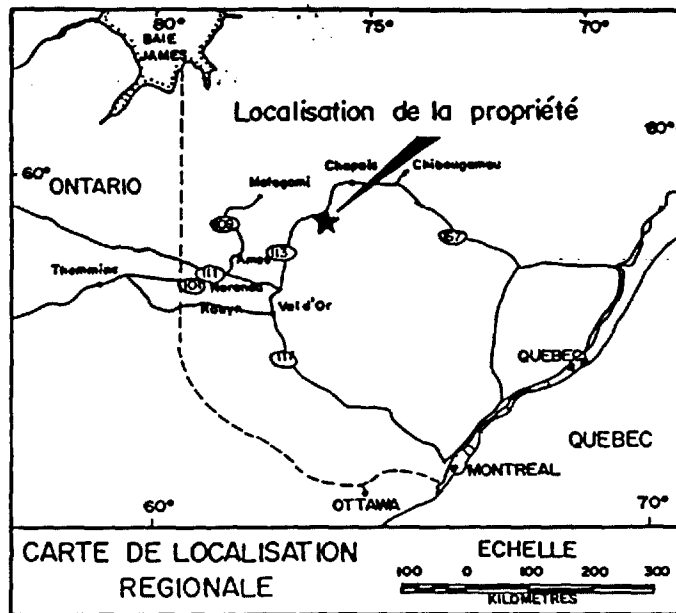 80° 75° 70°
BAIE
JAMES
Localisation de la propriété
60°
60°
Chapais Chibougamau
ONTARIO
Matagami
109
167
113
Amos
111
Thommins
101
Noranda
Rouyn
Val d'Or
117
QUEBEC
QUEBEC
MONTREAL
OTTAWA
60° 70°
CARTE DE LOCALISATION
REGIONALE
ECHELLE
100 0 100 200 300
KILOMETRES